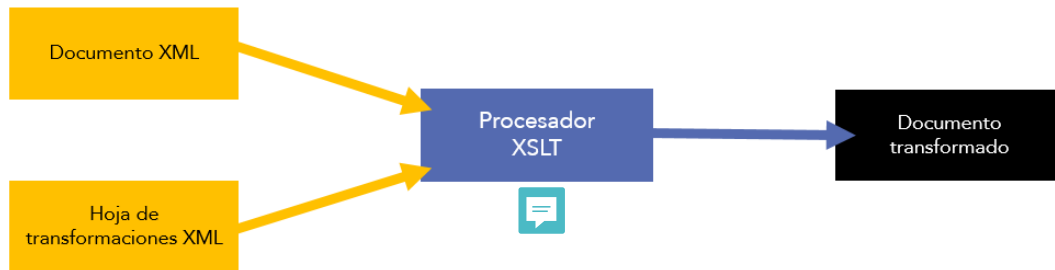 Documento XML
Procesador
XSLT
Documento
transformado
Hoja de
transformaciones XML